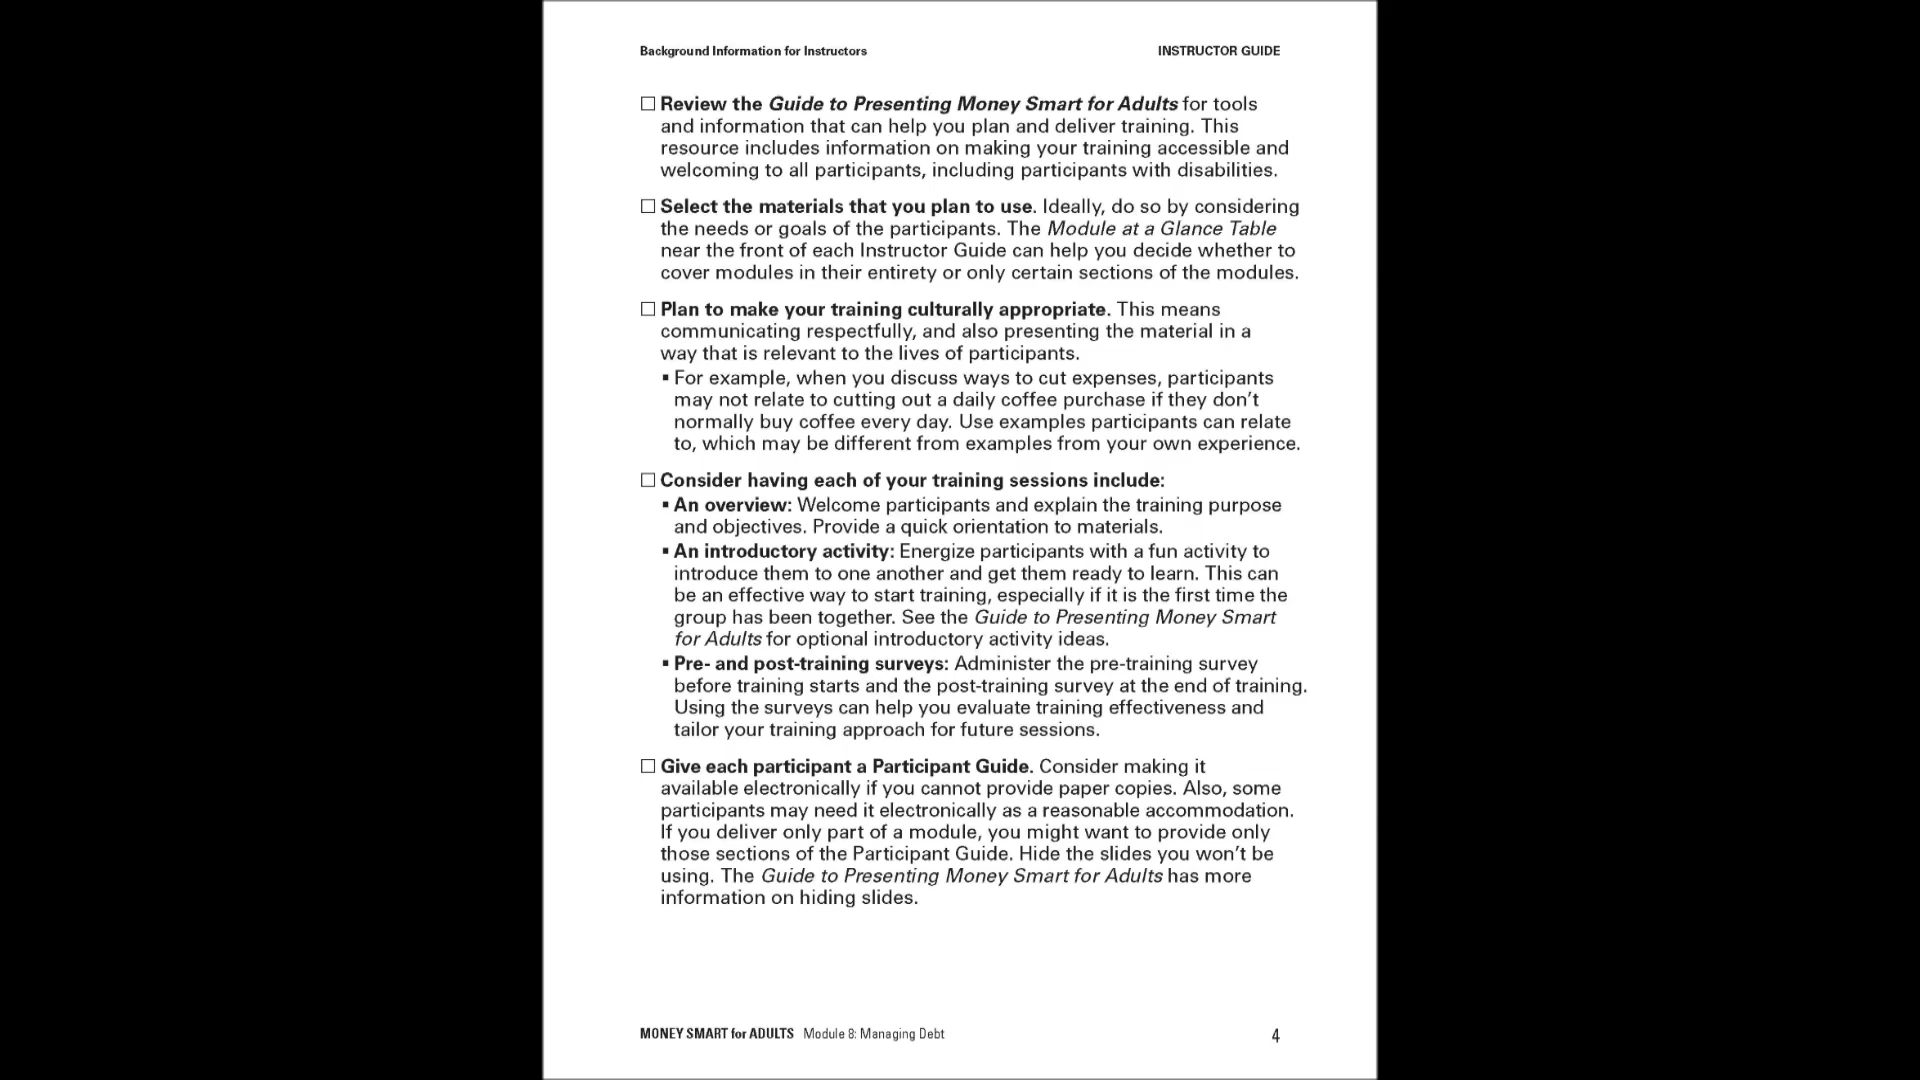 Background Information for Instructors INSTRUCTOR GUIDE
☐ Review the Guide to Presenting Money Smart for Adults for tools
and information that can help you plan and deliver training. This
resource includes information on making your training accessible and
welcoming to all participants, including participants with disabilities.
☐ Select the materials that you plan to use. Ideally, do so by considering
the needs or goals of the participants. The Module at a Glance Table
near the front of each Instructor Guide can help you decide whether to
cover modules in their entirety or only certain sections of the modules.
☐ Plan to make your training culturally appropriate. This means
communicating respectfully, and also presenting the material in a
way that is relevant to the lives of participants.
▪ For example, when you discuss ways to cut expenses, participants
may not relate to cutting out a daily coffee purchase if they don’t
normally buy coffee every day. Use examples participants can relate
to, which may be different from examples from your own experience.
☐ Consider having each of your training sessions include:
▪ An overview: Welcome participants and explain the training purpose
and objectives. Provide a quick orientation to materials.
▪ An introductory activity: Energize participants with a fun activity to
introduce them to one another and get them ready to learn. This can
be an effective way to start training, especially if it is the first time the
group has been together. See the Guide to Presenting Money Smart
for Adults for optional introductory activity ideas.
▪ Pre- and post-training surveys: Administer the pre-training survey
before training starts and the post-training survey at the end of training.
Using the surveys can help you evaluate training effectiveness and
tailor your training approach for future sessions.
☐ Give each participant a Participant Guide. Consider making it
available electronically if you cannot provide paper copies. Also, some
participants may need it electronically as a reasonable accommodation.
If you deliver only part of a module, you might want to provide only
those sections of the Participant Guide. Hide the slides you won’t be
using. The Guide to Presenting Money Smart for Adults has more
information on hiding slides.
MONEY SMART for ADULTS Module 8: Managing Debt 4